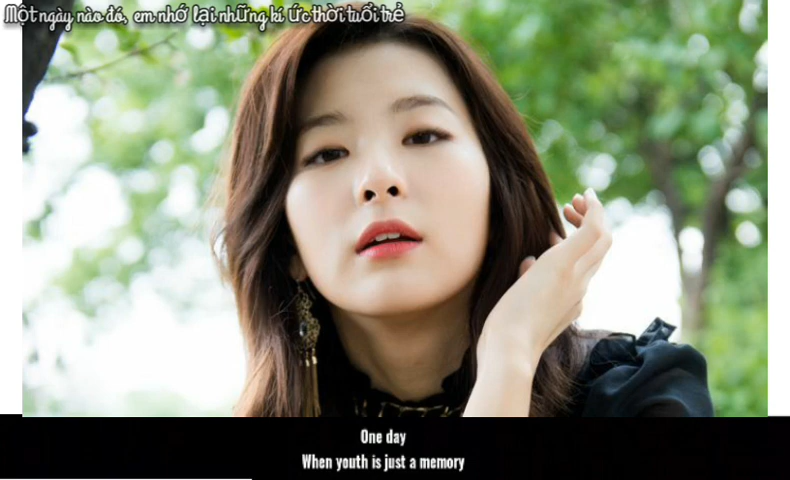 Một ngày nào đó, em nhớ lại những kí ức thời tuổi trẻ
One day
When youth is just a memory